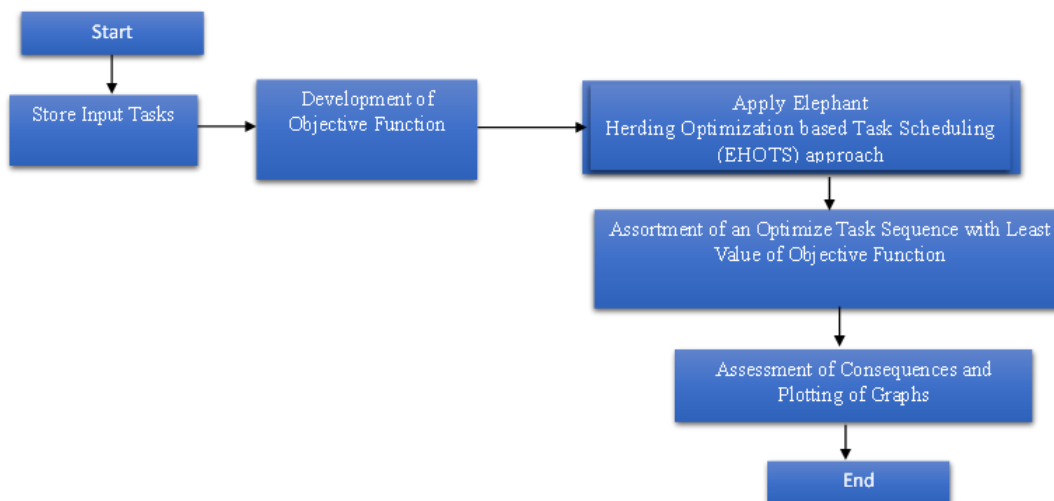 Start
Store Input Tasks
Development of
Objective Function
Apply Elephant
Herding Optimization based Task Scheduling
(EHOTS) approach
Assortment of an Optimize Task Sequence with Least
Value of Objective Function
Assessment of Consequences and
Plotting of Graphs
End